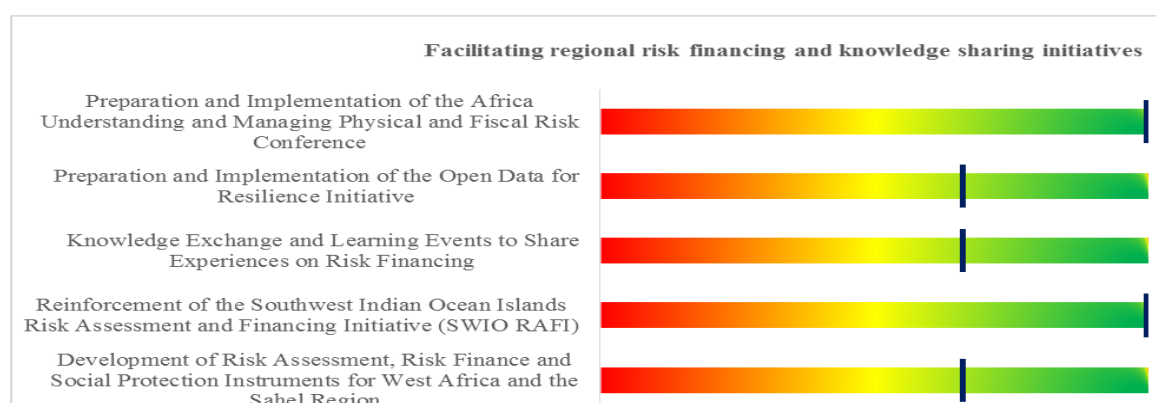 Facilitating regional risk financing and knowledge sharing initiatives
Preparation and Implementation of the Africa
Understanding and Managing Physical and Fiscal Risk
Conference
Preparation and Implementation of the Open Data for
Resilience Initiative
Knowledge Exchange and Learning Events to Share
Experiences on Risk Financing
Reinforcement of the Southwest Indian Ocean Islands
Risk Assessment and Financing Initiative (SWIO RAFI)
Development of Risk Assessment, Risk Finance and
Social Protection Instruments for West Africa and the
Sahel Region